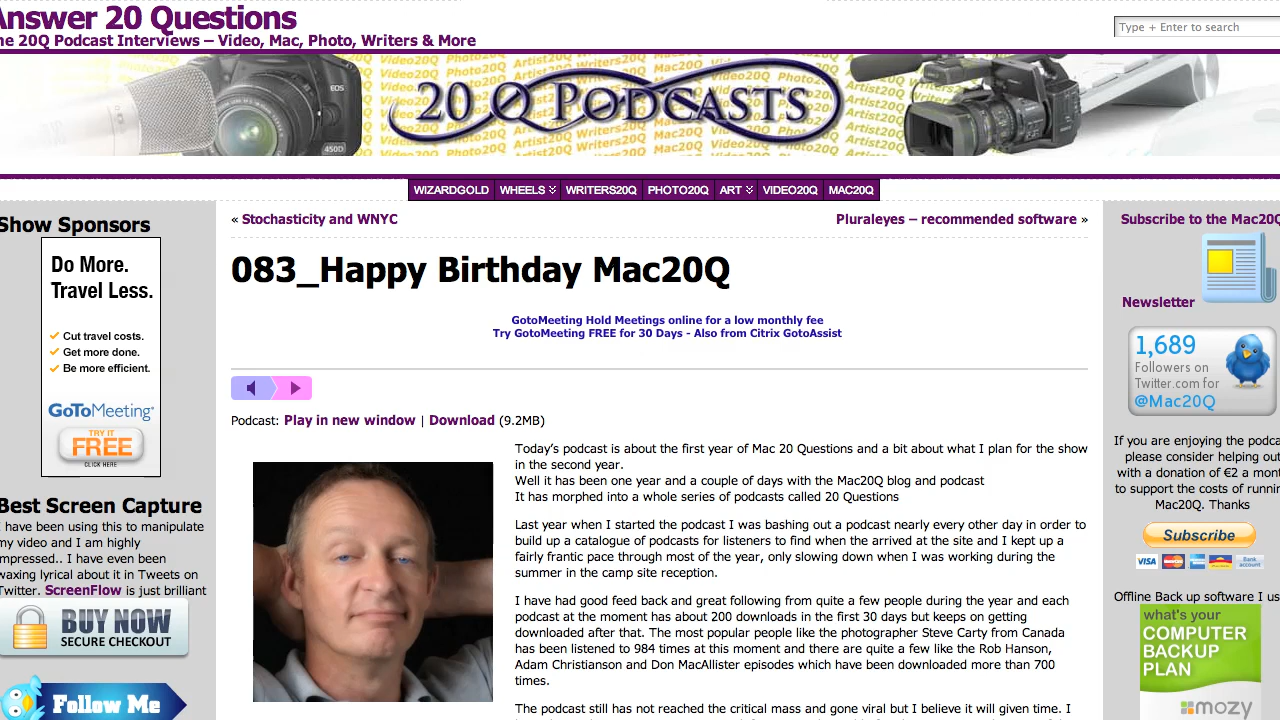 Answer 20 Questions
he 20Q Podcast Interviews – Video, Mac, Photo, Writers & More
Type + Enter to search
20 Q Podcasts
EOS
450D
WIZARDGOLD
WHEELS
WRITERS20Q
PHOTO20Q
ART
VIDEO20Q
MAC20Q
Show Sponsors
Do More.
Travel Less.
Cut travel costs.
Get more done.
Be more efficient.
GoToMeeting
TRY IT
FREE
CLICK HERE
Best Screen Capture
I have been using this to manipulate
my video and I am highly
impressed.. I have even been
waxing lyrical about it in Tweets on
Twitter. ScreenFlow is just brilliant
BUY NOW
SECURE CHECKOUT
Follow Me
« Stochasticity and WNYC
Pluraleyes – recommended software »
083_Happy Birthday Mac20Q
GotoMeeting Hold Meetings online for a low monthly fee
Try GotoMeeting FREE for 30 Days - Also from Citrix GotoAssist
Podcast: Play in new window | Download (9.2MB)
Today's podcast is about the first year of Mac 20 Questions and a bit about what I plan for the show
in the second year.
Well it has been one year and a couple of days with the Mac20Q blog and podcast
It has morphed into a whole series of podcasts called 20 Questions
Last year when I started the podcast I was bashing out a podcast nearly every other day in order to
build up a catalogue of podcasts for listeners to find when the arrived at the site and I kept up a
fairly frantic pace through most of the year, only slowing down when I was working during the
summer in the camp site reception.
I have had good feed back and great following from quite a few people during the year and each
podcast at the moment has about 200 downloads in the first 30 days but keeps on getting
downloaded after that. The most popular people like the photographer Steve Carty from Canada
has been listened to 984 times at this moment and there are quite a few like the Rob Hanson,
Adam Christianson and Don MacAllister episodes which have been downloaded more than 700
times.
The podcast still has not reached the critical mass and gone viral but I believe it will given time. I
Subscribe to the Mac20Q
Newsletter
1,689
Followers on
Twitter.com for
@Mac20Q
If you are enjoying the podca
please consider helping out
with a donation of €2 a mont
to support the costs of runnin
Mac20Q. Thanks
Subscribe
VISA
Bank
account
Offline Back up software I us
what's your
COMPUTER
BACKUP
PLAN
mozy